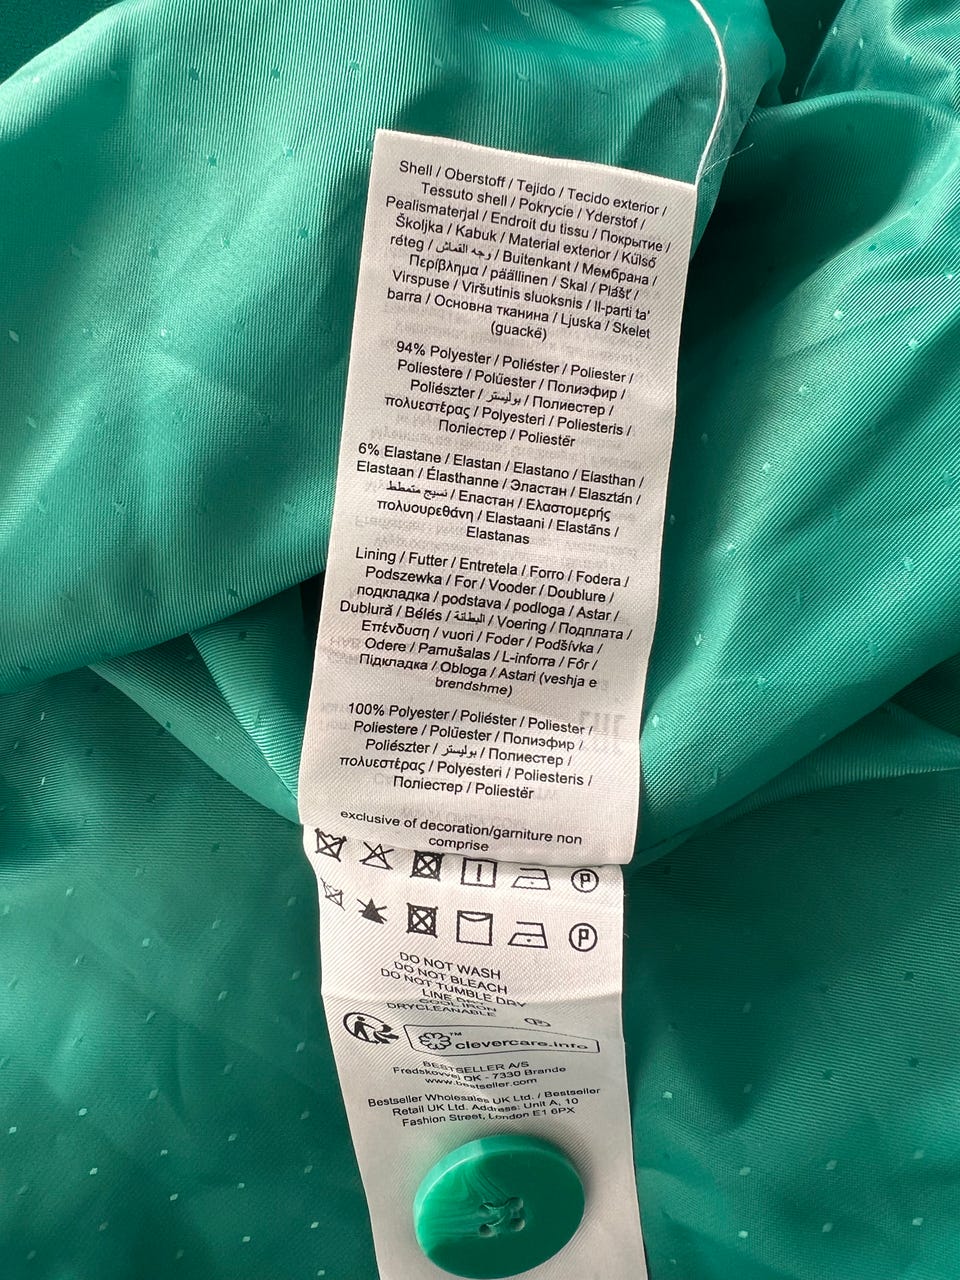 Shell / Oberstoff / Tejido / Tecido exterior /
Tessuto shell / Pokrycie / Yderstof /
Pealismaterjal / Endroit du tissu / Покрытие /
Školjka / Kabuk / Material exterior / Külső
réteg / وجه القماش / Buitenkant / Мембрана /
Περίβλημα / päällinen / Skal / Plášť /
Virspuse / Viršutinis sluoksnis / Il-parti ta'
barra / Основна тканина / Ljuska / Skelet
(guackë)
94% Polyester / Poliéster / Poliester /
Poliestere / Polüester / Полиэфир /
Poliészter / بوليستر / Полиестер /
πολυεστέρας / Polyesteri / Poliesteris /
Поліестер / Poliestër
6% Elastane / Elastan / Elastano / Elasthan /
Elastaan / Élasthanne / Эластан / Elasztán /
نسيج متمطط / Еластан / Ελαστομερής
πολυουρεθάνη / Elastaani / Elastāns /
Elastanas
Lining / Futter / Entretela / Forro / Fodera /
Podszewka / For / Vooder / Doublure /
подкладка / podstava / podloga / Astar /
Dublură / Bélés / البطانة / Voering / Подплата /
Επένδυση / vuori / Foder / Podšívka /
Odere / Pamušalas / L-inforra / Fór /
Підкладка / Obloga / Astari (veshja e
brendshme)
100% Polyester / Poliéster / Poliester /
Poliestere / Polüester / Полиэфир /
Poliészter / بوليستر / Полиестер /
πολυεστέρας / Polyesteri / Poliesteris /
Поліестер / Poliestër
exclusive of decoration/garniture non
comprise
P
P
DO NOT WASH
DO NOT BLEACH
DO NOT TUMBLE DRY
LINE DRY
COOL IRON
DRYCLEANABLE
™ clevercare.info
BESTSELLER A/S
Fredskovvej DK - 7330 Brande
www.bestseller.com
Bestseller Wholesales UK Ltd. / Bestseller
Retail UK Ltd. Address: Unit A, 10
Fashion Street, London E1 6PX